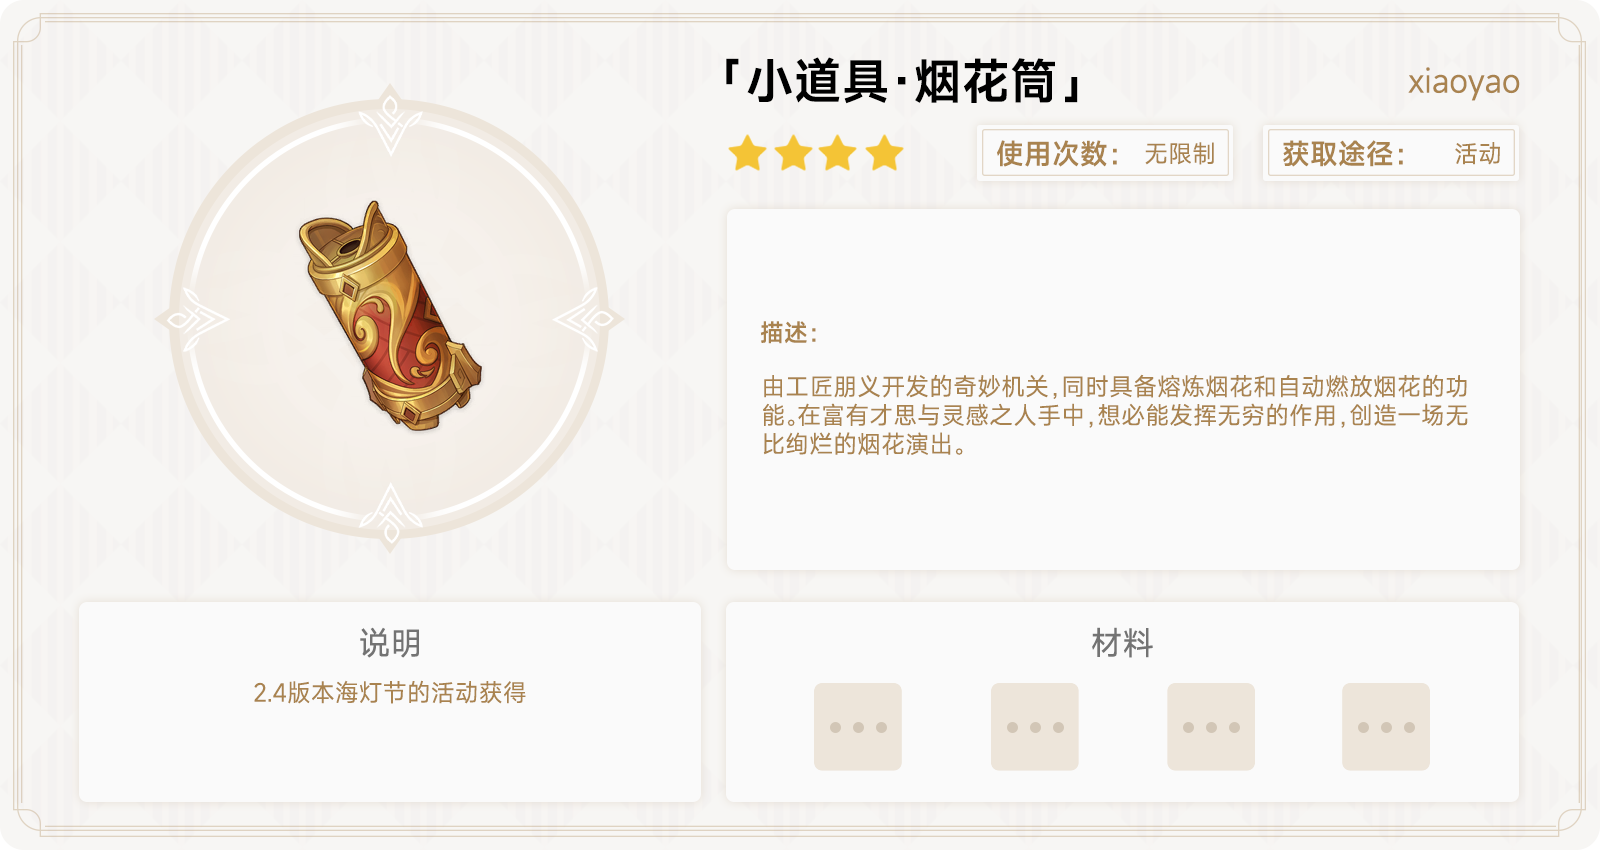 「小道具·烟花筒」
xiaoyao
使用次数： 无限制
获取途径： 活动
描述：
由工匠朋义开发的奇妙机关，同时具备熔炼烟花和自动燃放烟花的功
能。在富有才思与灵感之人手中，想必能发挥无穷的作用，创造一场无
比绚烂的烟花演出。
说明
2.4版本海灯节的活动获得
材料